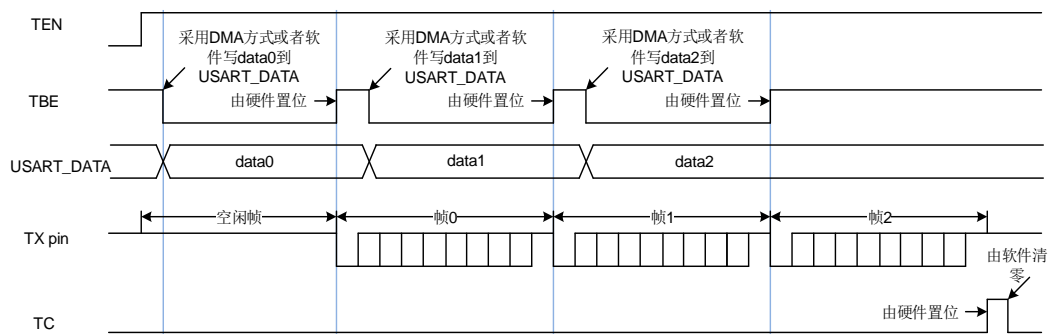 TEN
采用DMA方式或者软
件写data0到
USART_DATA
采用DMA方式或者软
件写data1到
USART_DATA
采用DMA方式或者软
件写data2到
USART_DATA
TBE
由硬件置位
由硬件置位
由硬件置位
USART_DATA
data0
data1
data2
空闲帧
帧0
帧1
帧2
TX pin
由软件清
零
由硬件置位
TC